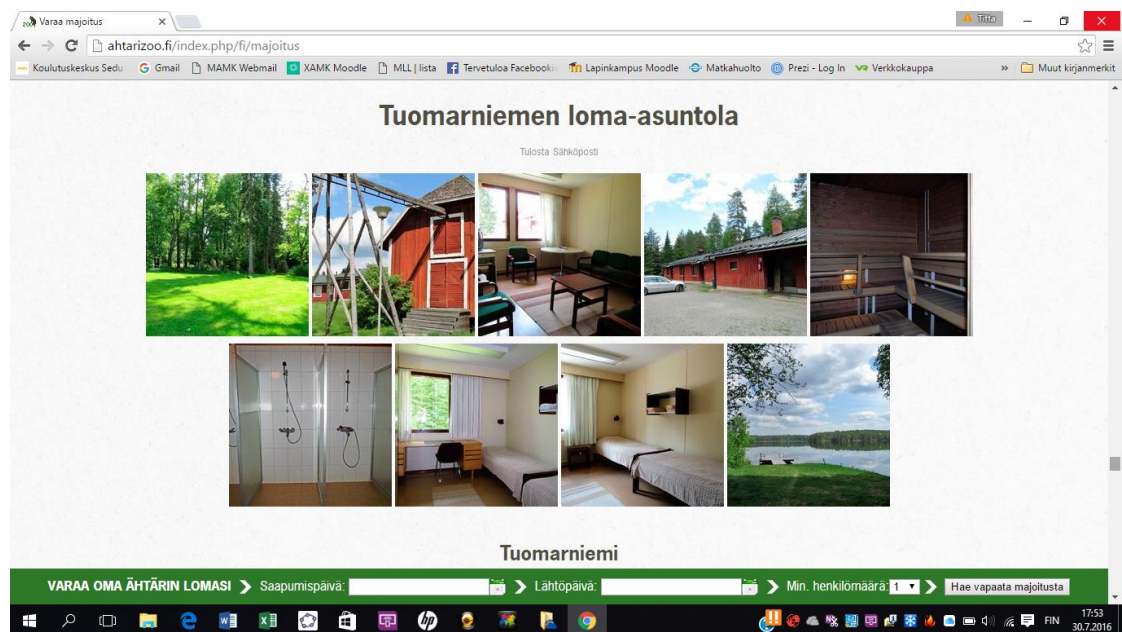 Varaa majoitus
Titta
ahtarizoo.fi/index.php/fi/majoitus
Koulutuskeskus Sedu Gmail MAMK Webmail XAMK Moodle MLL | lista Tervetuloa Facebookii Lapinkampus Moodle Matkahuolto Prezi - Log In Verkkokauppa » Muut kirjanmerkit
Tuomarniemen loma-asuntola
Tulosta Sähköposti
Tuomarniemi
VARAA OMA ÄHTÄRIN LOMASI Saapumispäivä: Lähtöpäivä: Min. henkilömäärä: 1 Hae vapaata majoitusta
hp FIN 17:53
30.7.2016